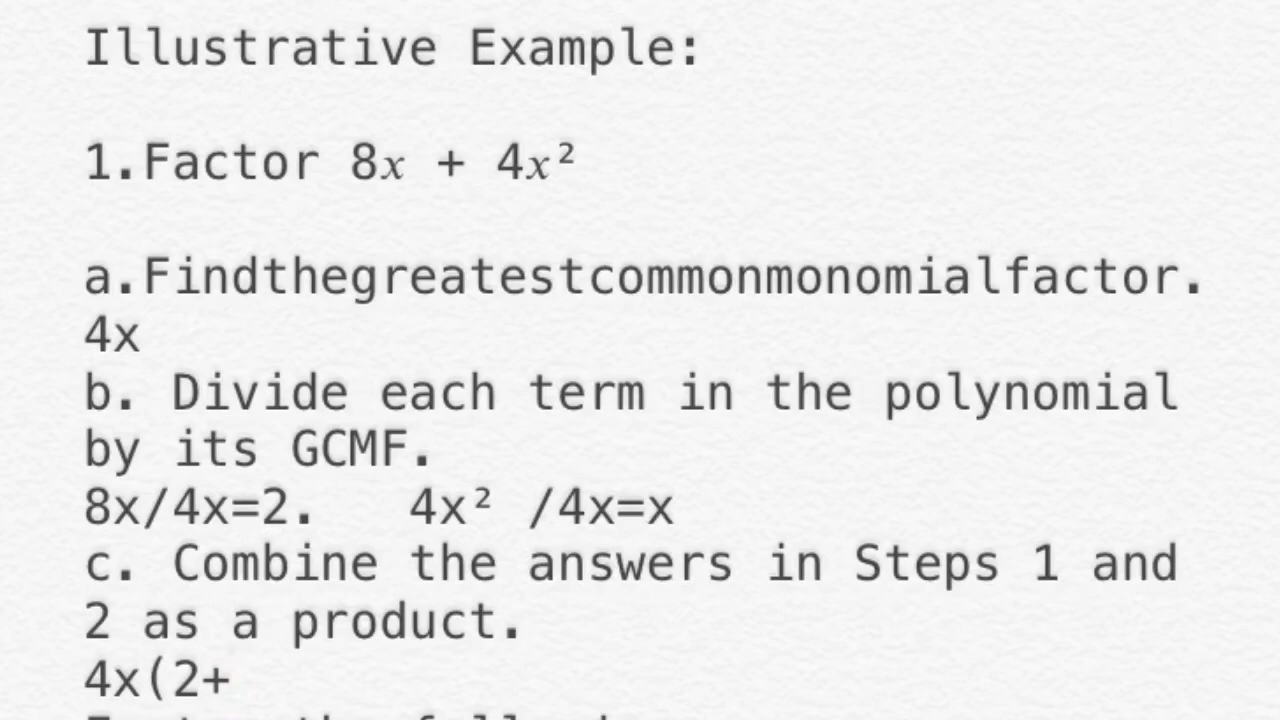 Illustrative Example:
1.Factor 8𝑥 + 4𝑥²
a.Findthegreatestcommonmonomialfactor.
4x
b. Divide each term in the polynomial
by its GCMF.
8x/4x=2.   4x² /4x=x
c. Combine the answers in Steps 1 and
2 as a product.
4x(2+